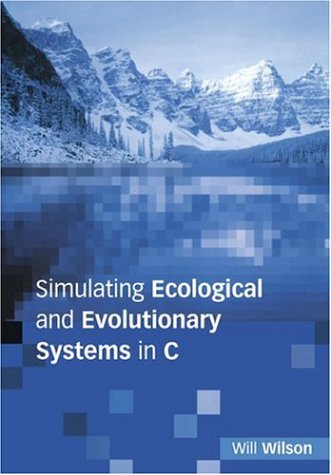 Simulating Ecological
and Evolutionary
Systems in C
Will Wilson